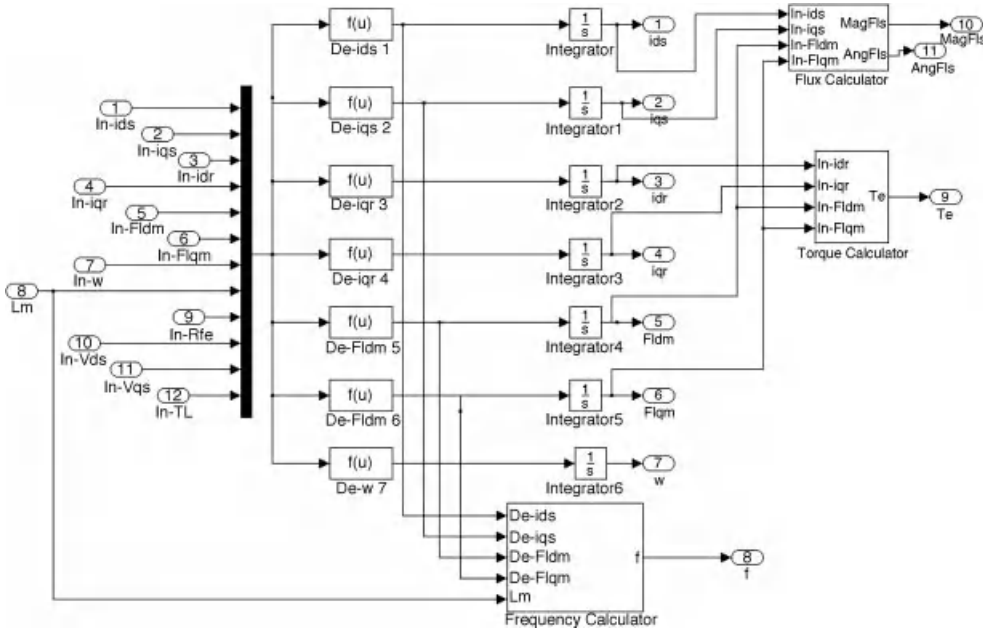 1
In-ids
2
In-iqs
3
In-idr
4
In-iqr
5
In-Fldm
6
In-Flqm
7
In-w
8
Lm
9
In-Rfe
10
In-Vds
11
In-Vqs
12
In-TL
f(u)
De-ids 1
f(u)
De-iqs 2
f(u)
De-iqr 3
f(u)
De-iqr 4
f(u)
De-Fldm 5
f(u)
De-Fldm 6
f(u)
De-w 7
1
s
Integrator
1
s
Integrator1
1
s
Integrator2
1
s
Integrator3
1
s
Integrator4
1
s
Integrator5
1
s
Integrator6
1
ids
2
iqs
3
idr
4
iqr
5
Fldm
6
Flqm
7
w
In-ids
In-iqs
In-Fldm
In-Flqm
MagFls
AngFls
Flux Calculator
10
MagFls
11
AngFls
In-idr
In-iqr
In-Fldm
In-Flqm
Te
Torque Calculator
9
Te
De-ids
De-iqs
De-Fldm
De-Flqm
Lm
f
Frequency Calculator
8
f